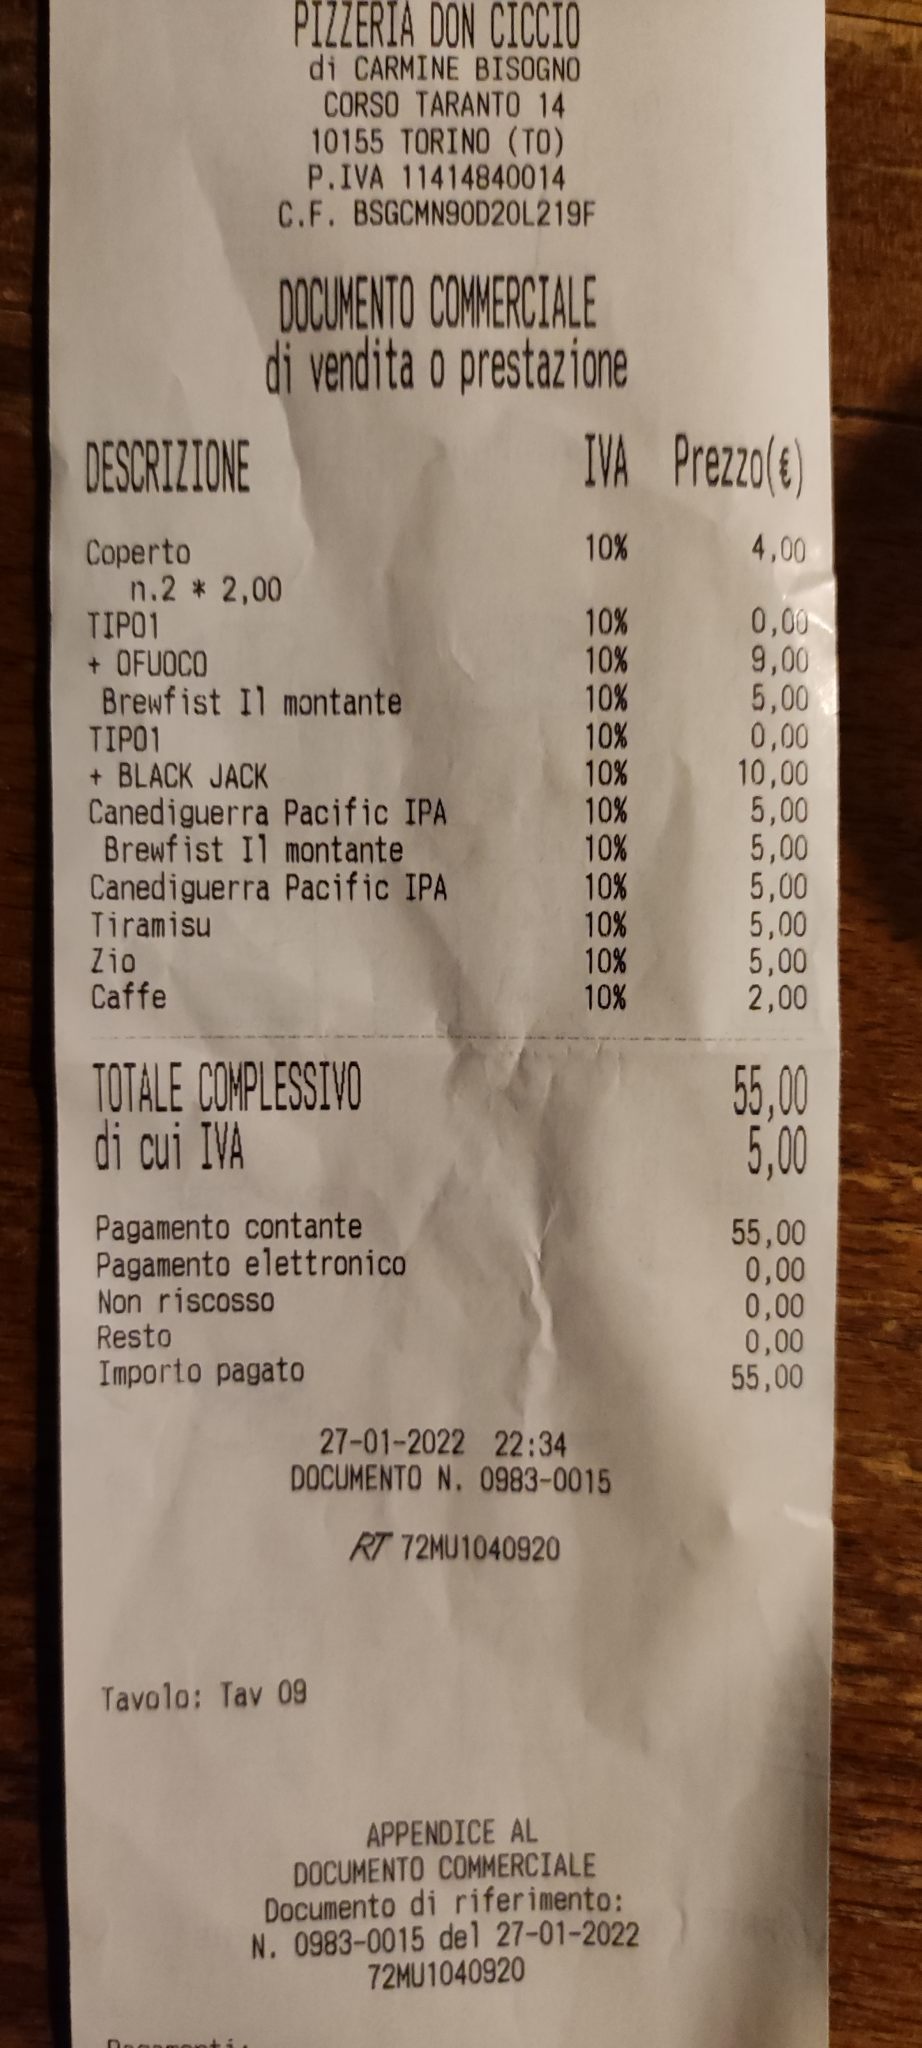 PIZZERIA DON CICCIO
di CARMINE BISOGNO
CORSO TARANTO 14
10155 TORINO (TO)
P.IVA 11414840014
C.F. BSGCMN90D20L219F
DOCUMENTO COMMERCIALE
di vendita o prestazione
DESCRIZIONE IVA Prezzo(€)
Coperto 10% 4,00
n.2 * 2,00
TIPO1 10% 0,00
+ OFUOCO 10% 9,00
Brewfist Il montante 10% 5,00
TIPO1 10% 0,00
+ BLACK JACK 10% 10,00
Canediguerra Pacific IPA 10% 5,00
Brewfist Il montante 10% 5,00
Canediguerra Pacific IPA 10% 5,00
Tiramisu 10% 5,00
Zio 10% 5,00
Caffe 10% 2,00
TOTALE COMPLESSIVO 55,00
di cui IVA 5,00
Pagamento contante 55,00
Pagamento elettronico 0,00
Non riscosso 0,00
Resto 0,00
Importo pagato 55,00
27-01-2022 22:34
DOCUMENTO N. 0983-0015
RT 72MU1040920
Tavolo: Tav 09
APPENDICE AL
DOCUMENTO COMMERCIALE
Documento di riferimento:
N. 0983-0015 del 27-01-2022
72MU1040920
Pagamenti: